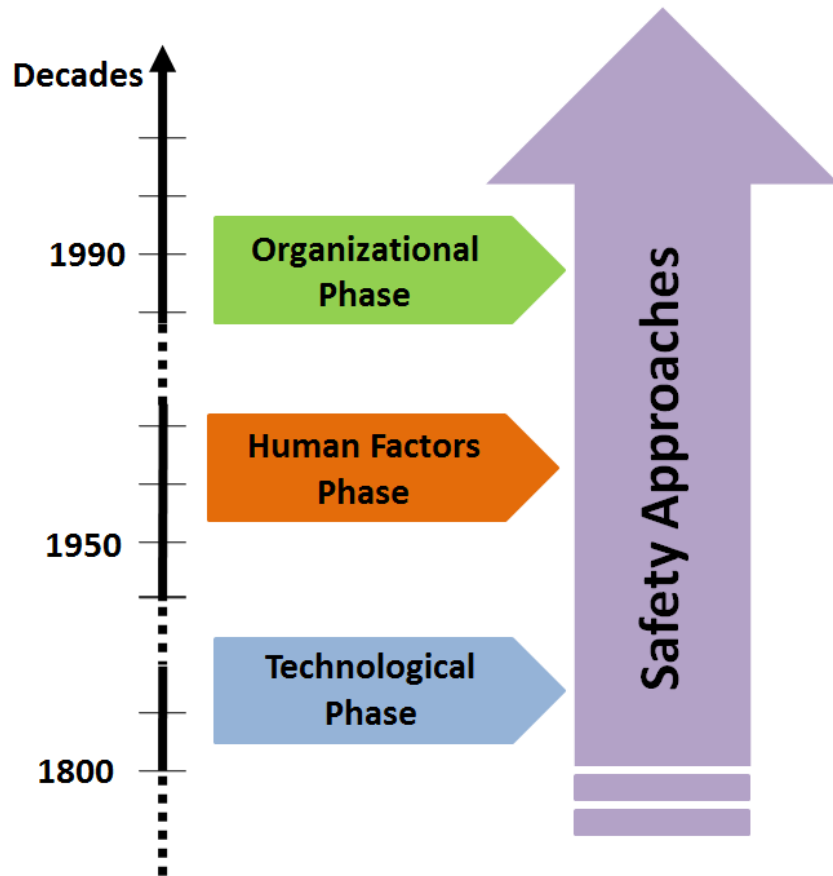 Decades
1990
Organizational
Phase
Human Factors
Phase
1950
Technological
Phase
1800
Safety Approaches